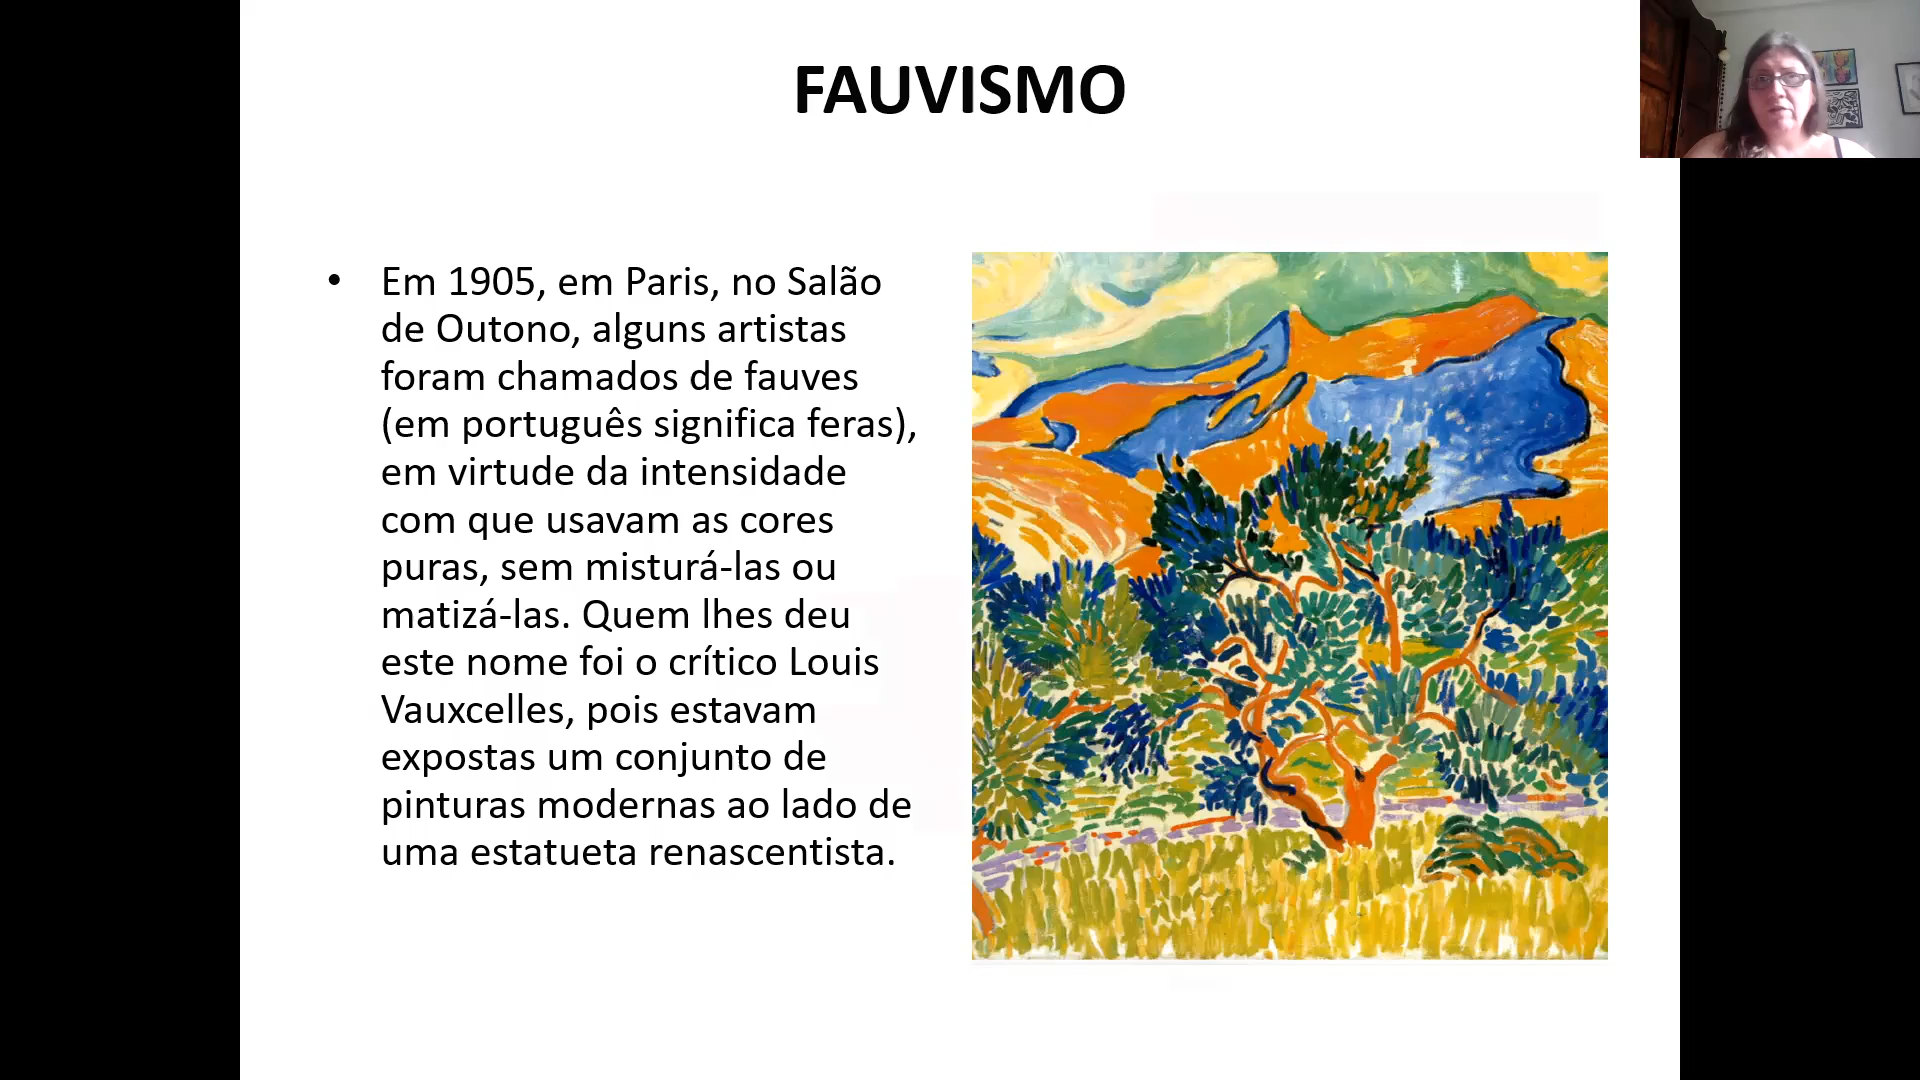 FAUVISMO
• Em 1905, em Paris, no Salão
de Outono, alguns artistas
foram chamados de fauves
(em português significa feras),
em virtude da intensidade
com que usavam as cores
puras, sem misturá-las ou
matizá-las. Quem lhes deu
este nome foi o crítico Louis
Vauxcelles, pois estavam
expostas um conjunto de
pinturas modernas ao lado de
uma estatueta renascentista.